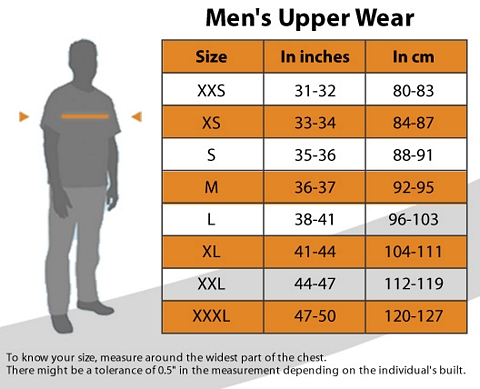 Men's Upper Wear
Size In inches In cm
XXS 31-32 80-83
XS 33-34 84-87
S 35-36 88-91
M 36-37 92-95
L 38-41 96-103
XL 41-44 104-111
XXL 44-47 112-119
XXXL 47-50 120-127
To know your size, measure around the widest part of the chest.
There might be a tolerance of 0.5" in the measurement depending on the individual's built.